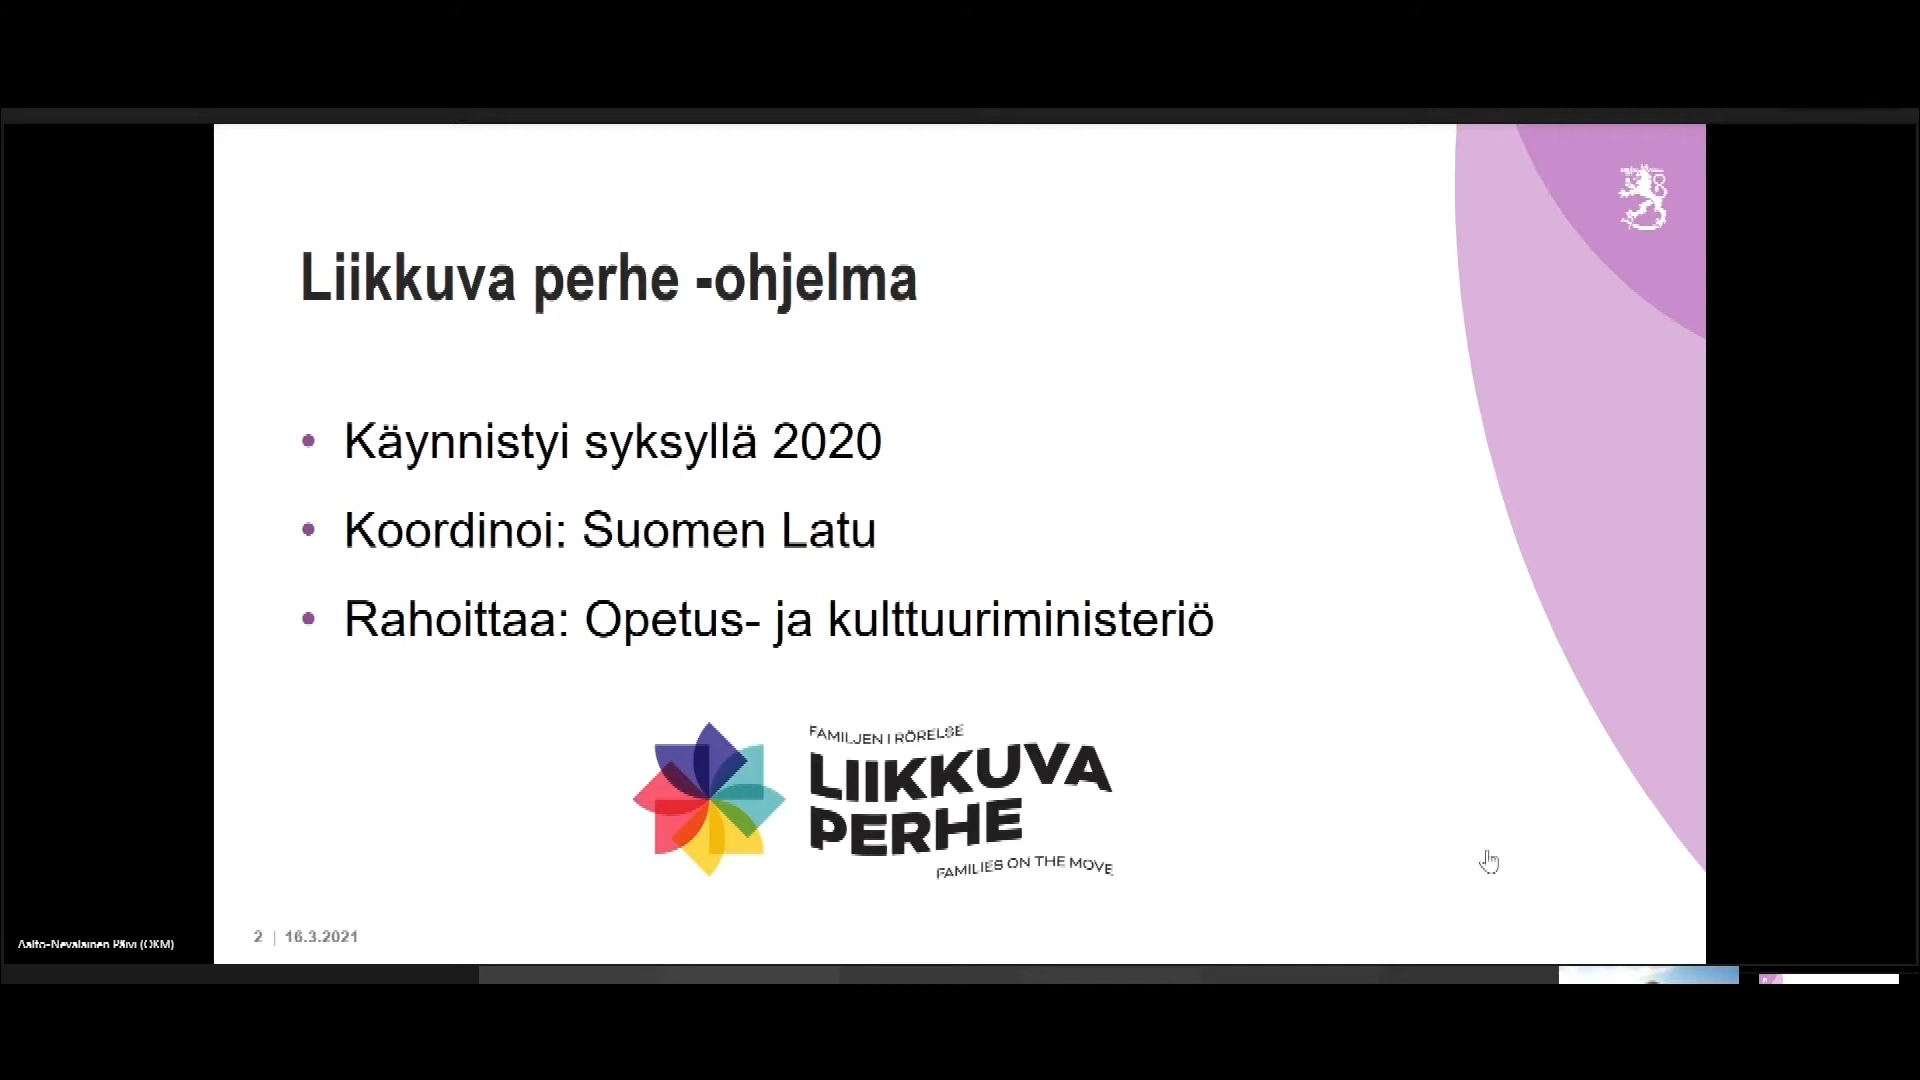 Liikkuva perhe -ohjelma
• Käynnistyi syksyllä 2020
• Koordinoi: Suomen Latu
• Rahoittaa: Opetus- ja kulttuuriministeriö
FAMILJEN I RÖRELSE
LIIKKUVA
PERHE
FAMILIES ON THE MOVE
2 | 16.3.2021
Aalto-Nevalainen Päivi (OKM)